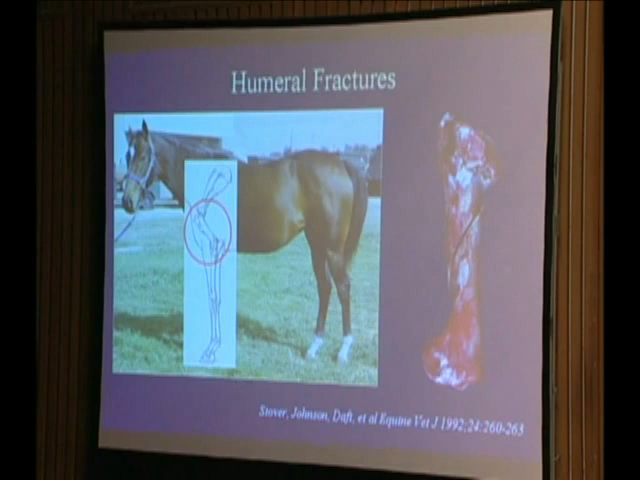 Humeral Fractures
Stover, Johnson, Daft, et al Equine Vet J 1992;24:260-263